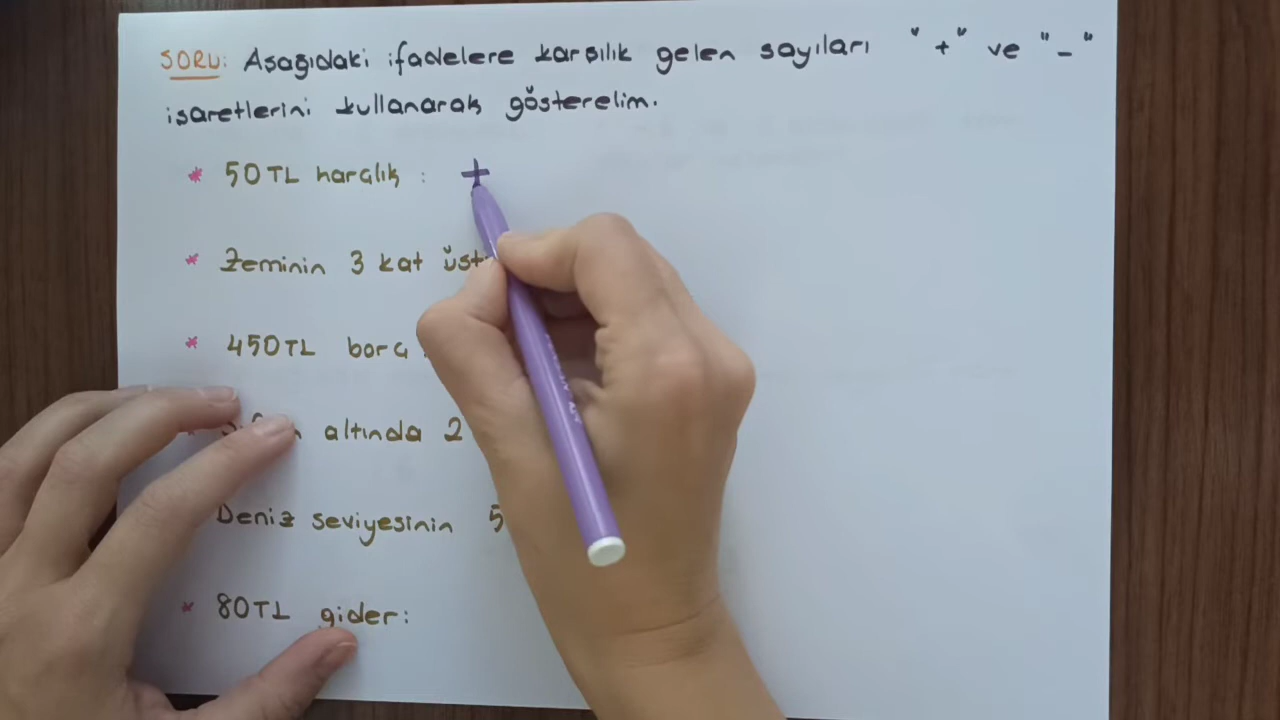 SORU: Aşağıdaki ifadelere karşılık gelen sayıları "+" ve "-"
işaretlerini kullanarak gösterelim.
* 50TL harçlık : +
* Zeminin 3 kat
* 450TL borç
altında 2
Deniz seviyesinin 5
* 80TL gider: